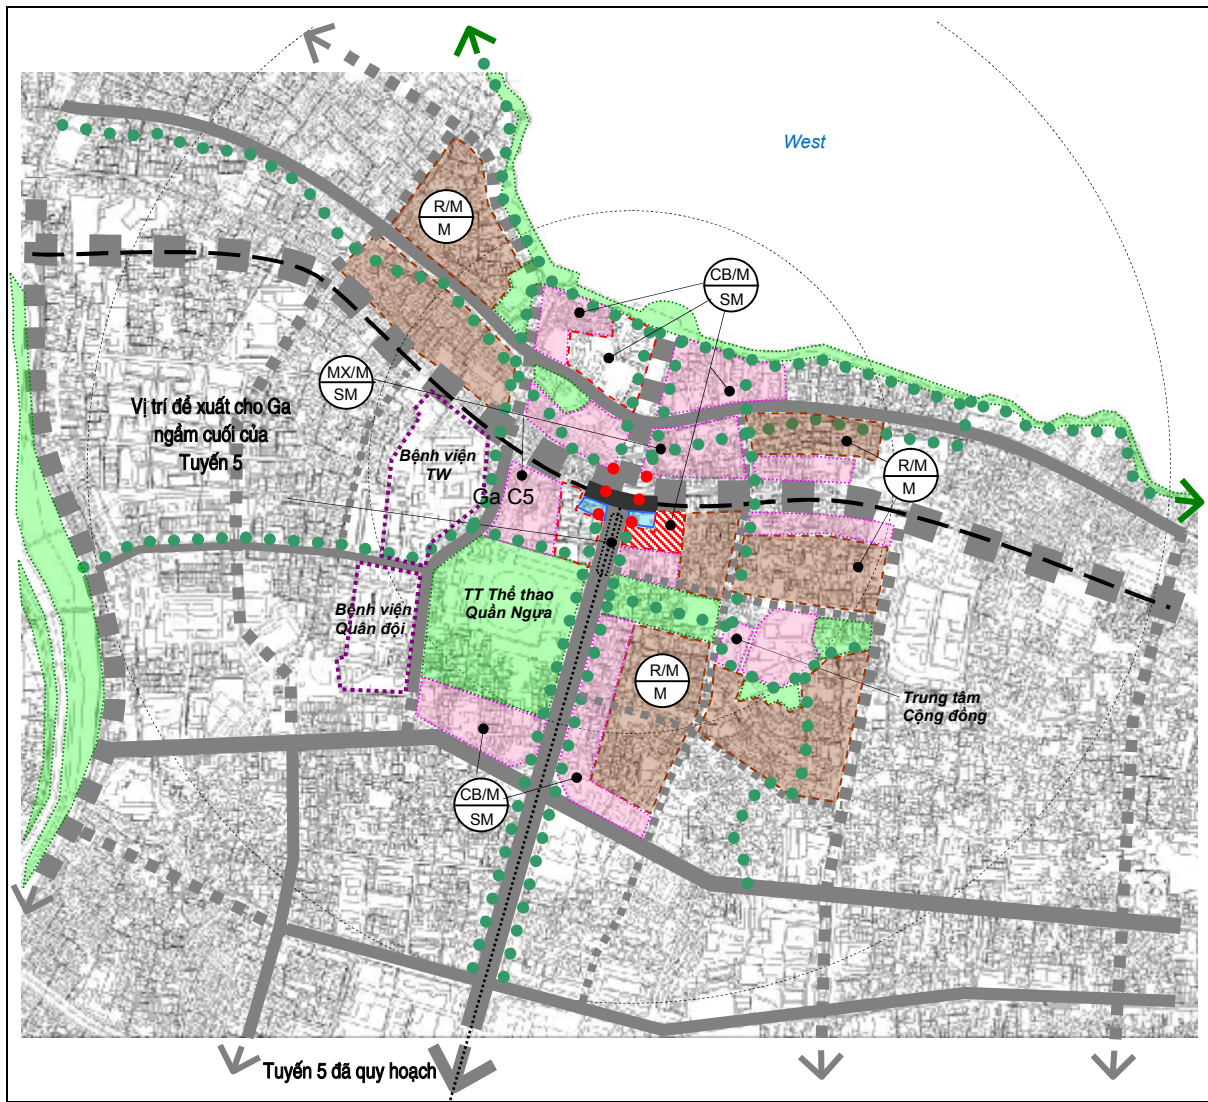 West
R/M
M
CB/M
SM
MX/M
SM
Vị trí đề xuất cho Ga
ngầm cuối của
Tuyến 5
Bệnh viện
TW
R/M
M
Ga C5
TT Thể thao
Quần Ngựa
Bệnh viện
Quân đội
R/M
M
Trung tâm
Cộng đồng
CB/M
SM
Tuyến 5 đã quy hoạch